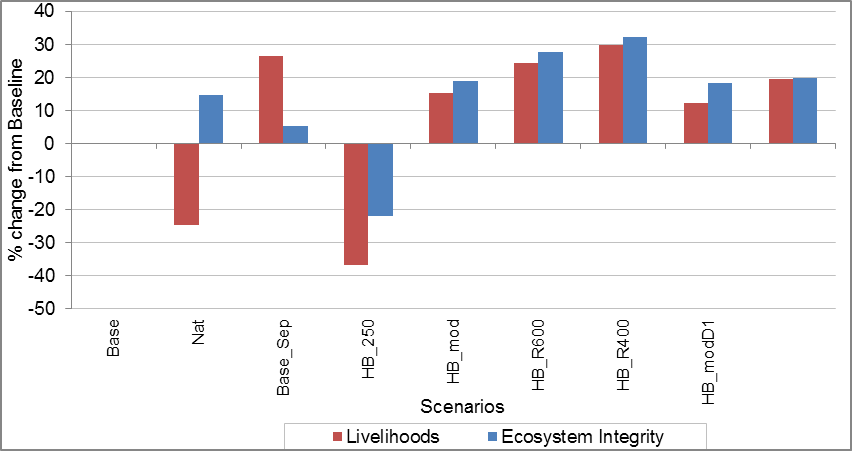 40
30
20
10
0
-10
-20
-30
-40
-50
% change from Baseline
Base
Nat
Base_Sep
HB_250
HB_mod
HB_R600
HB_R400
HB_modD1
Scenarios
Livelihoods
Ecosystem Integrity